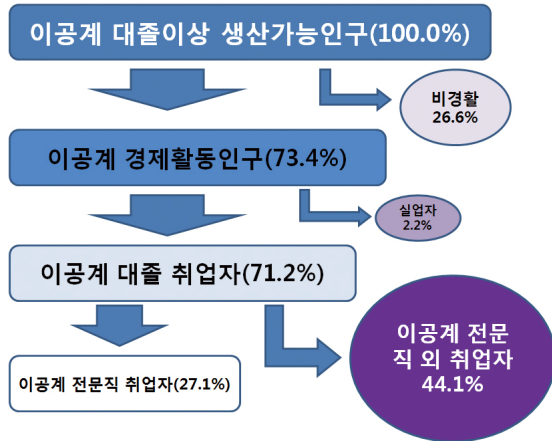 이공계 대졸이상 생산가능인구(100.0%)
비경활
26.6%
이공계 경제활동인구(73.4%)
실업자
2.2%
이공계 대졸 취업자(71.2%)
이공계 전문
직 외 취업자
44.1%
이공계 전문직 취업자(27.1%)